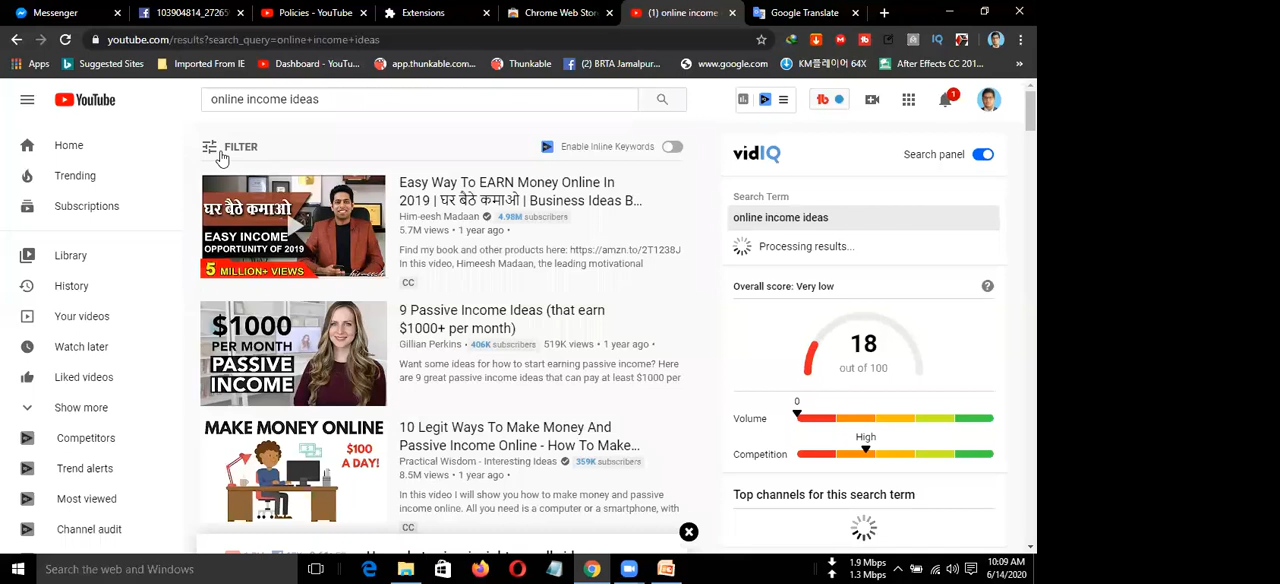 Messenger
103904814_27265
Policies - YouTube
Extensions
Chrome Web Stor
(1) online income
Google Translate
youtube.com/results?search_query=online+income+ideas
Apps
Suggested Sites
Imported From IE
Dashboard - YouTu...
app.thunkable.com...
Thunkable
(2) BRTA Jamalpur...
www.google.com
KM플레이어 64X
After Effects CC 201...
YouTube
online income ideas
tb
1
Home
Trending
Subscriptions
Library
History
Your videos
Watch later
Liked videos
Show more
Competitors
Trend alerts
Most viewed
Channel audit
FILTER
Enable Inline Keywords
घर बैठे कमाओ
EASY INCOME
OPPORTUNITY OF 2019
5 MILLION+ VIEWS
Easy Way To EARN Money Online In
2019 | घर बैठे कमाओ | Business Ideas B...
Him-eesh Madaan 4.98M subscribers
5.7M views • 1 year ago •
Find my book and other products here: https://amzn.to/2T1238J
In this video, Himeesh Madaan, the leading motivational
CC
$1000
PER MONTH
PASSIVE
INCOME
9 Passive Income Ideas (that earn
$1000+ per month)
Gillian Perkins • 406K subscribers 519K views • 1 year ago •
Want some ideas for how to start earning passive income? Here
are 9 great passive income ideas that can pay at least $1000 per
MAKE MONEY ONLINE
$100
A DAY!
10 Legit Ways To Make Money And
Passive Income Online - How To Make...
Practical Wisdom - Interesting Ideas 359K subscribers
8.5M views • 1 year ago •
In this video I will show you how to make money and passive
income online. All you need is a computer or a smartphone, with
CC
vidIQ
Search panel
Search Term
online income ideas
Processing results...
Overall score: Very low
18
out of 100
0
Volume
High
Competition
Top channels for this search term
Search the web and Windows
1.9 Mbps
1.3 Mbps
10:09 AM
6/14/2020